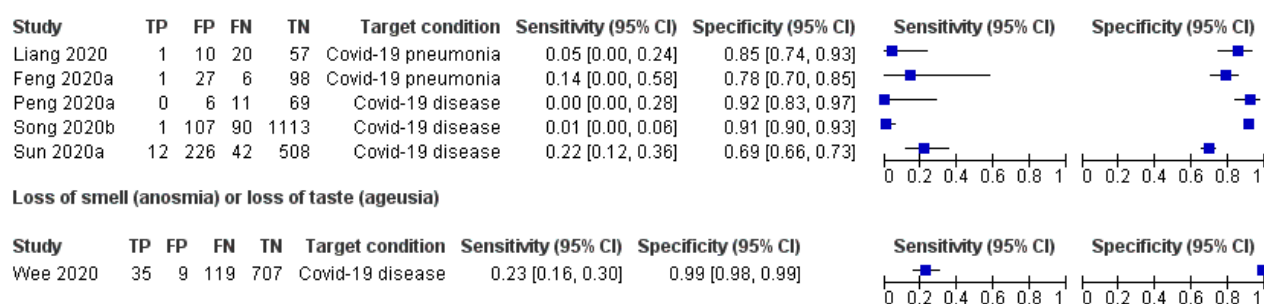 Study TP FP FN TN Target condition Sensitivity (95% CI) Specificity (95% CI) Sensitivity (95% CI) Specificity (95% CI)
Liang 2020 1 10 20 57 Covid-19 pneumonia 0.05 [0.00, 0.24] 0.85 [0.74, 0.93]
Feng 2020a 1 27 6 98 Covid-19 pneumonia 0.14 [0.00, 0.58] 0.78 [0.70, 0.85]
Peng 2020a 0 6 11 69 Covid-19 disease 0.00 [0.00, 0.28] 0.92 [0.83, 0.97]
Song 2020b 1 107 90 1113 Covid-19 disease 0.01 [0.00, 0.06] 0.91 [0.90, 0.93]
Sun 2020a 12 226 42 508 Covid-19 disease 0.22 [0.12, 0.36] 0.69 [0.66, 0.73]
0 0.2 0.4 0.6 0.8 1 0 0.2 0.4 0.6 0.8 1
Loss of smell (anosmia) or loss of taste (ageusia)
Study TP FP FN TN Target condition Sensitivity (95% CI) Specificity (95% CI) Sensitivity (95% CI) Specificity (95% CI)
Wee 2020 35 9 119 707 Covid-19 disease 0.23 [0.16, 0.30] 0.99 [0.98, 0.99]
0 0.2 0.4 0.6 0.8 1 0 0.2 0.4 0.6 0.8 1